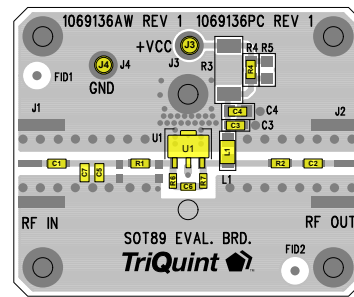 1069136AW REV 1 1069136PC REV 1
+VCC J3 R4 R5
FID1 J4 J4 J3 R3 R4
GND
J1 C4 C4 J2
C3 C3
U1
U1 L1
C1 R1 R2 C2
C7 C5 R6 R7 L1
C6
RF IN RF OUT
SOT89 EVAL. BRD. FID2
TriQuint